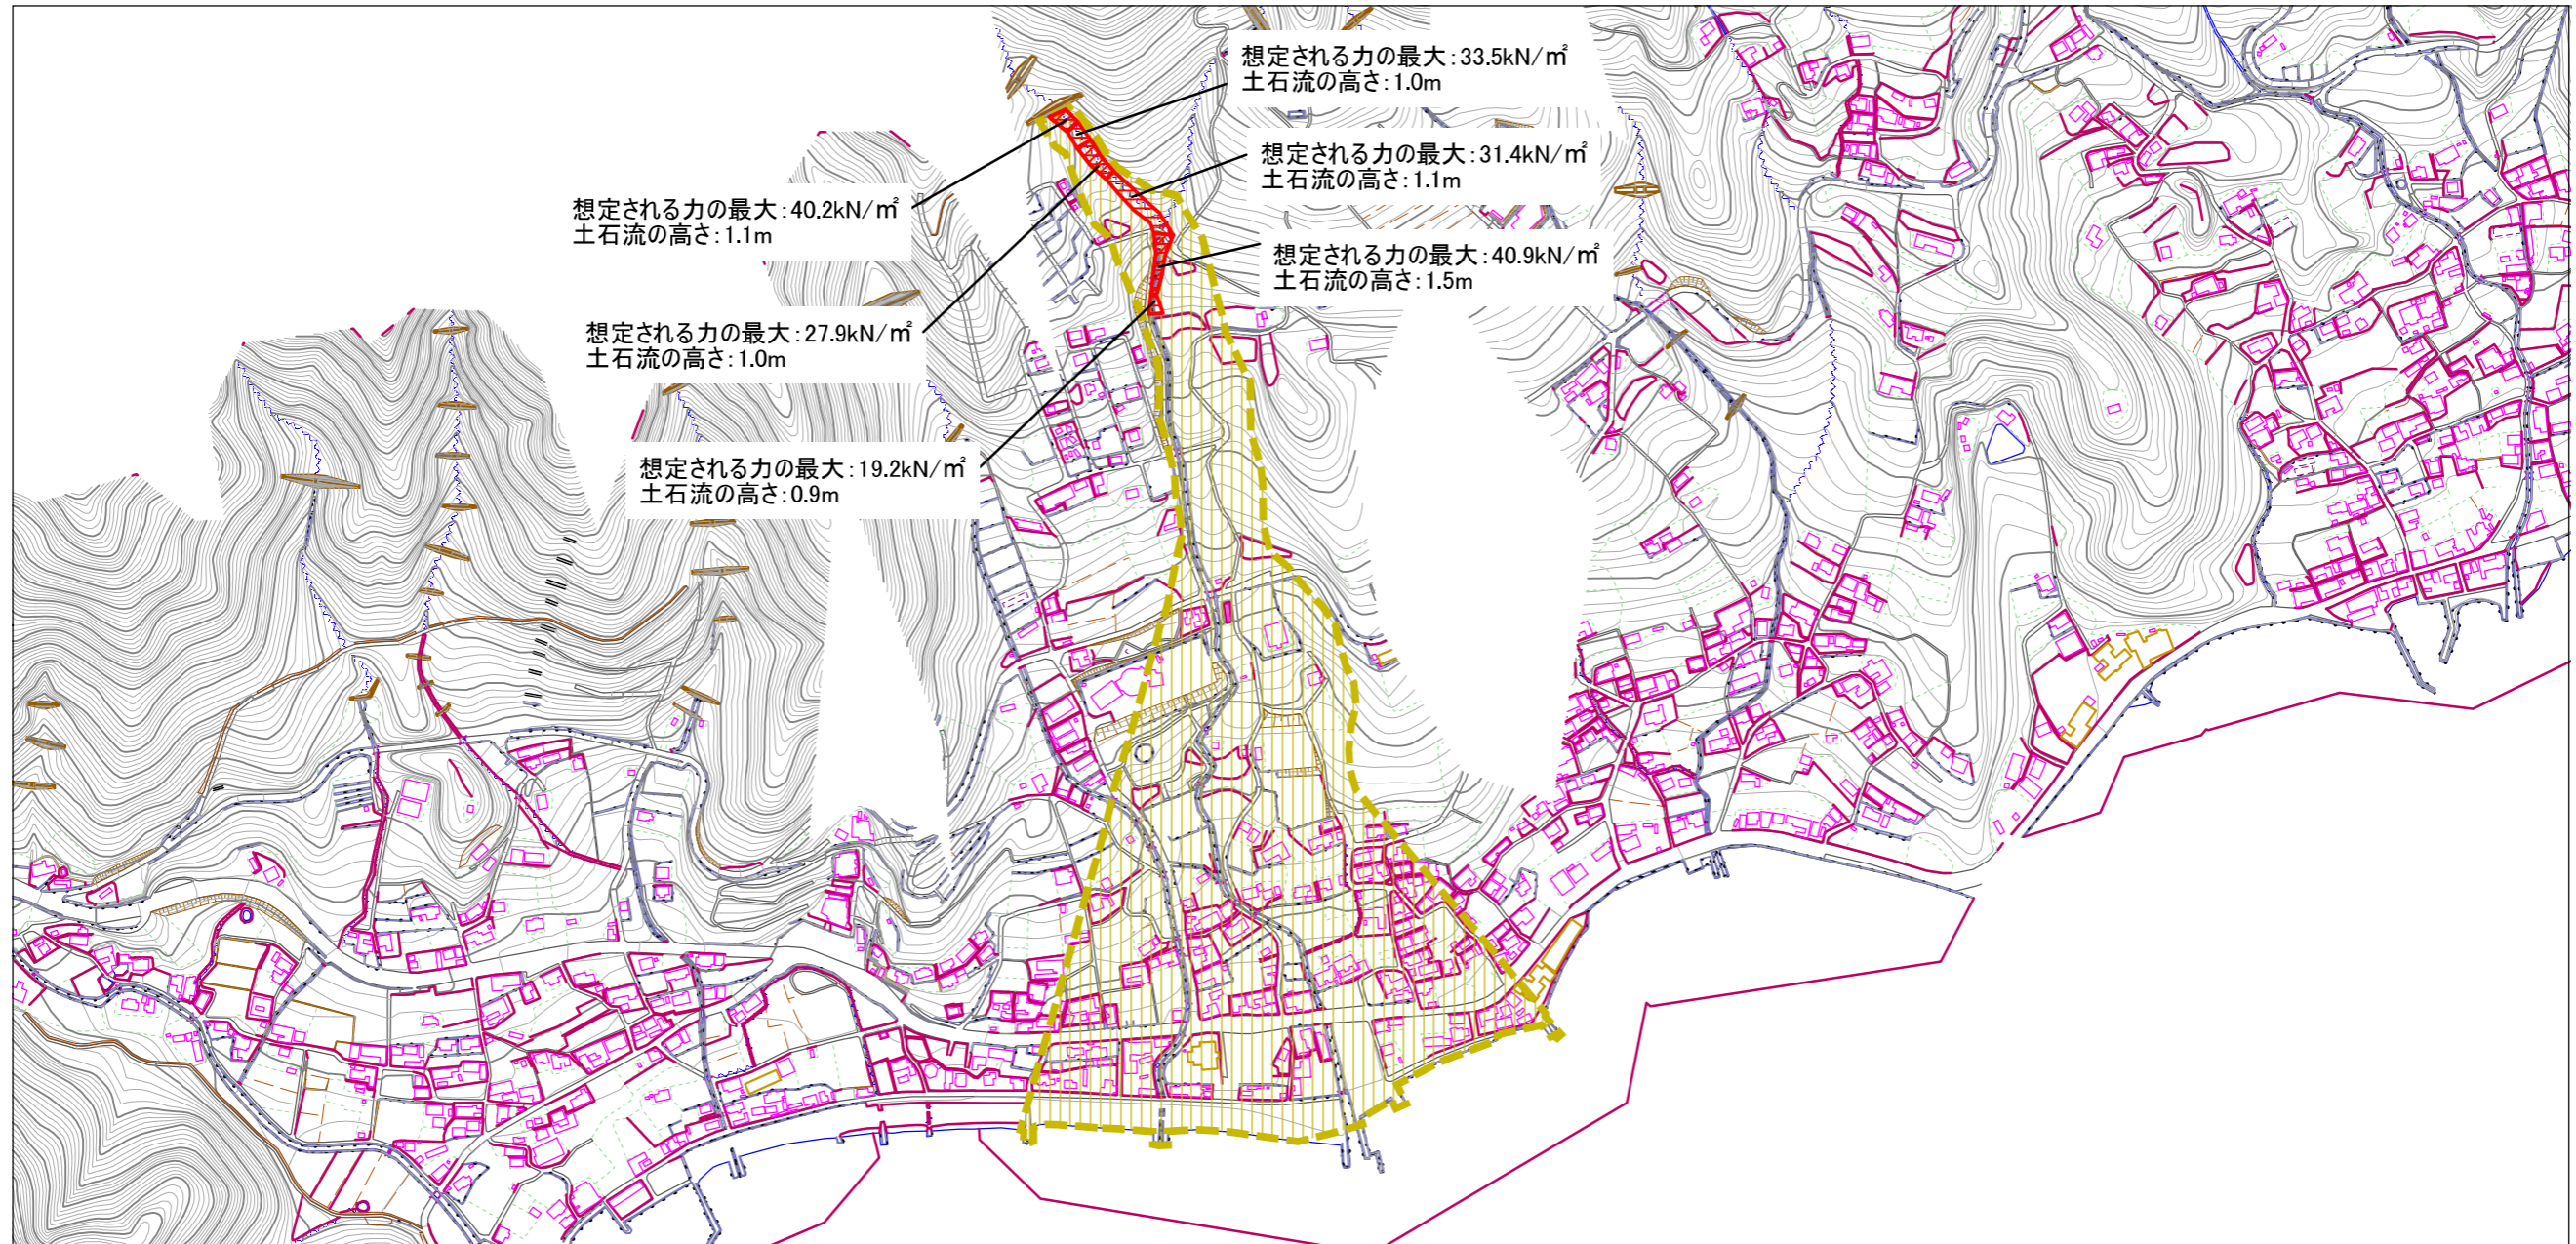 想定される力の最大:33.5kN/㎡
土石流の高さ:1.0m
想定される力の最大:31.4kN/㎡
土石流の高さ:1.1m
想定される力の最大:40.2kN/㎡
土石流の高さ:1.1m
想定される力の最大:40.9kN/㎡
土石流の高さ:1.5m
想定される力の最大:27.9kN/㎡
土石流の高さ:1.0m
想定される力の最大:19.2kN/㎡
土石流の高さ:0.9m